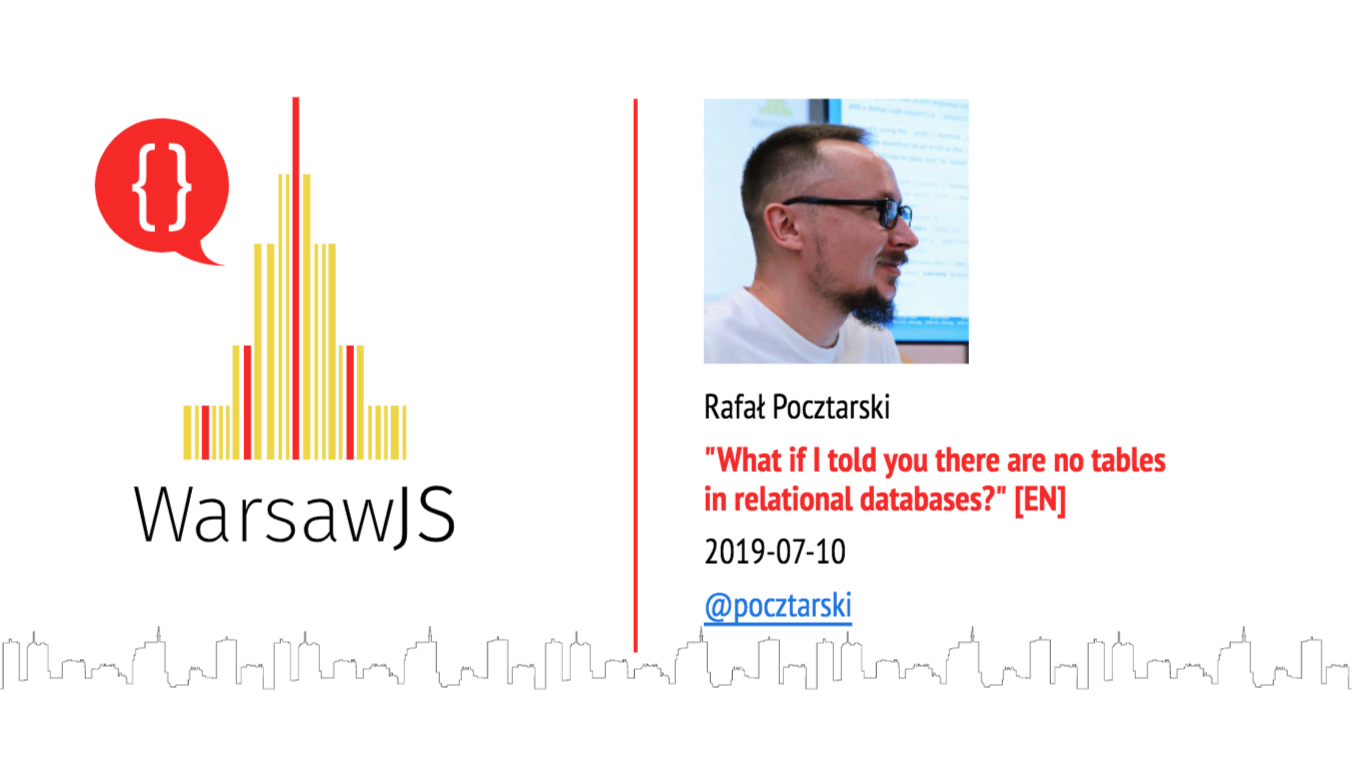 {}
WarsawJS
Rafał Pocztarski
"What if I told you there are no tables
in relational databases?" [EN]
2019-07-10
@pocztarski